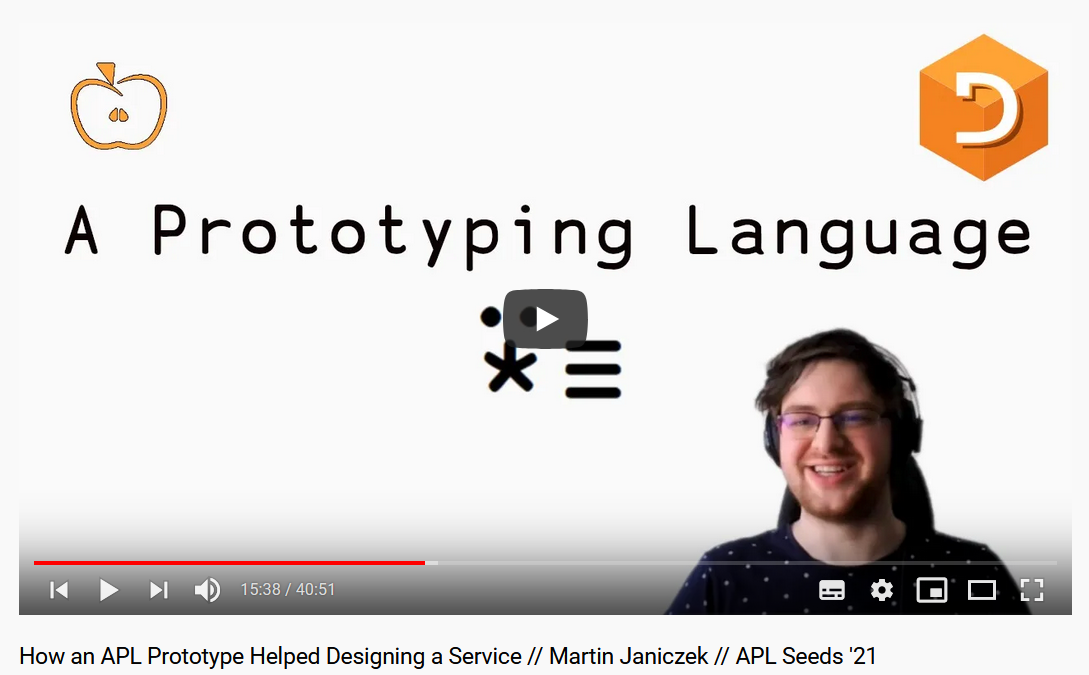 D
A Prototyping Language
⍣≡
15:38 / 40:51
How an APL Prototype Helped Designing a Service // Martin Janiczek // APL Seeds '21